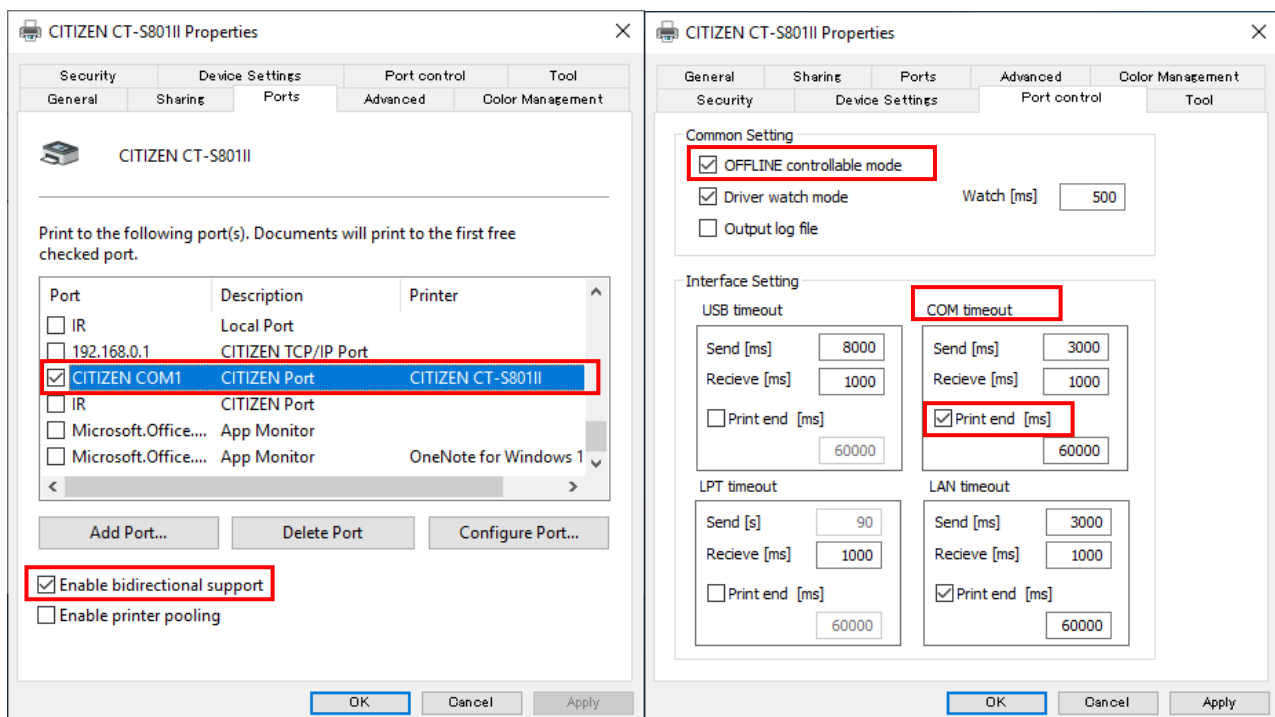 CITIZEN CT-S801II Properties
Security Device Settings Port control Tool
General Sharing Ports Advanced Color Management
CITIZEN CT-S801II
Print to the following port(s). Documents will print to the first free
checked port.
Port Description Printer
IR Local Port
192.168.0.1 CITIZEN TCP/IP Port
CITIZEN COM1 CITIZEN Port CITIZEN CT-S801II
IR CITIZEN Port
Microsoft.Office.... App Monitor
Microsoft.Office.... App Monitor OneNote for Windows 1
Add Port... Delete Port Configure Port...
Enable bidirectional support
Enable printer pooling
OK Cancel Apply
CITIZEN CT-S801II Properties
General Sharing Ports Advanced Color Management
Security Device Settings Port control Tool
Common Setting
OFFLINE controllable mode
Driver watch mode Watch [ms] 500
Output log file
Interface Setting
USB timeout
Send [ms] 8000
Recieve [ms] 1000
Print end [ms]
60000
COM timeout
Send [ms] 3000
Recieve [ms] 1000
Print end [ms]
60000
LPT timeout
Send [s] 90
Recieve [ms] 1000
Print end [ms]
60000
LAN timeout
Send [ms] 3000
Recieve [ms] 1000
Print end [ms]
60000
OK Cancel Apply